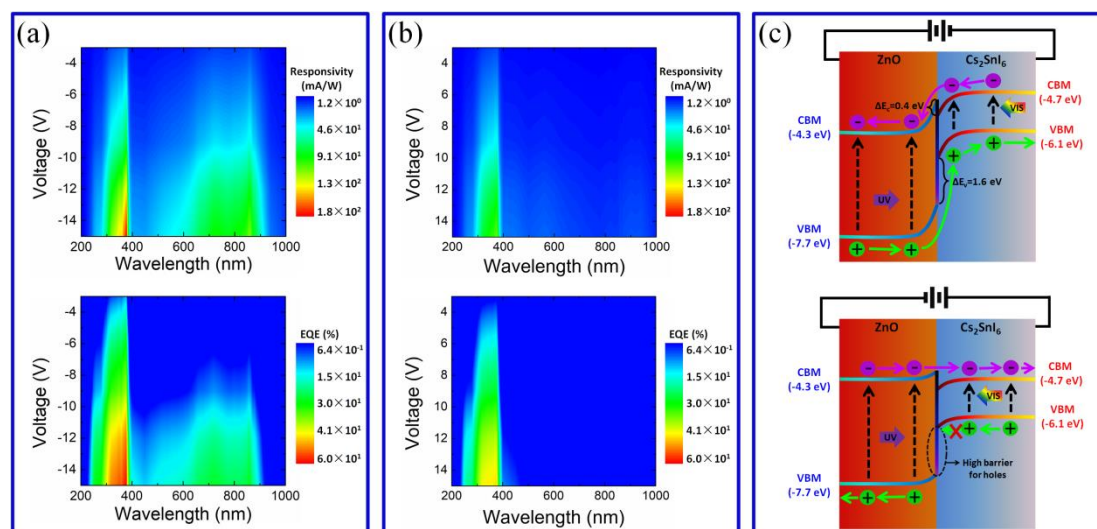 (a)
Voltage (V)
-4
-6
-8
-10
-12
-14
200 400 600 800 1000
Wavelength (nm)
Responsivity
(mA/W)
1.2×10⁰
4.6×10¹
9.1×10¹
1.3×10²
1.8×10²
Voltage (V)
-4
-6
-8
-10
-12
-14
200 400 600 800 1000
Wavelength (nm)
EQE (%)
6.4×10⁻¹
1.5×10¹
3.0×10¹
4.1×10¹
6.0×10¹
(b)
Voltage (V)
4
6
8
10
12
14
200 400 600 800 1000
Wavelength (nm)
Responsivity
(mA/W)
1.2×10⁰
4.6×10¹
9.1×10¹
1.3×10²
1.8×10²
Voltage (V)
4
6
8
10
12
14
200 400 600 800 1000
Wavelength (nm)
EQE (%)
6.4×10⁻¹
1.5×10¹
3.0×10¹
4.1×10¹
6.0×10¹
(c)
ZnO Cs₂SnI₆
CBM
(-4.3 eV)
VBM
(-7.7 eV)
CBM
(-4.7 eV)
VBM
(-6.1 eV)
ΔE꜀=0.4 eV
ΔEᵥ=1.6 eV
UV
VIS
ZnO Cs₂SnI₆
CBM
(-4.3 eV)
VBM
(-7.7 eV)
CBM
(-4.7 eV)
VBM
(-6.1 eV)
UV
VIS
High barrier
for holes